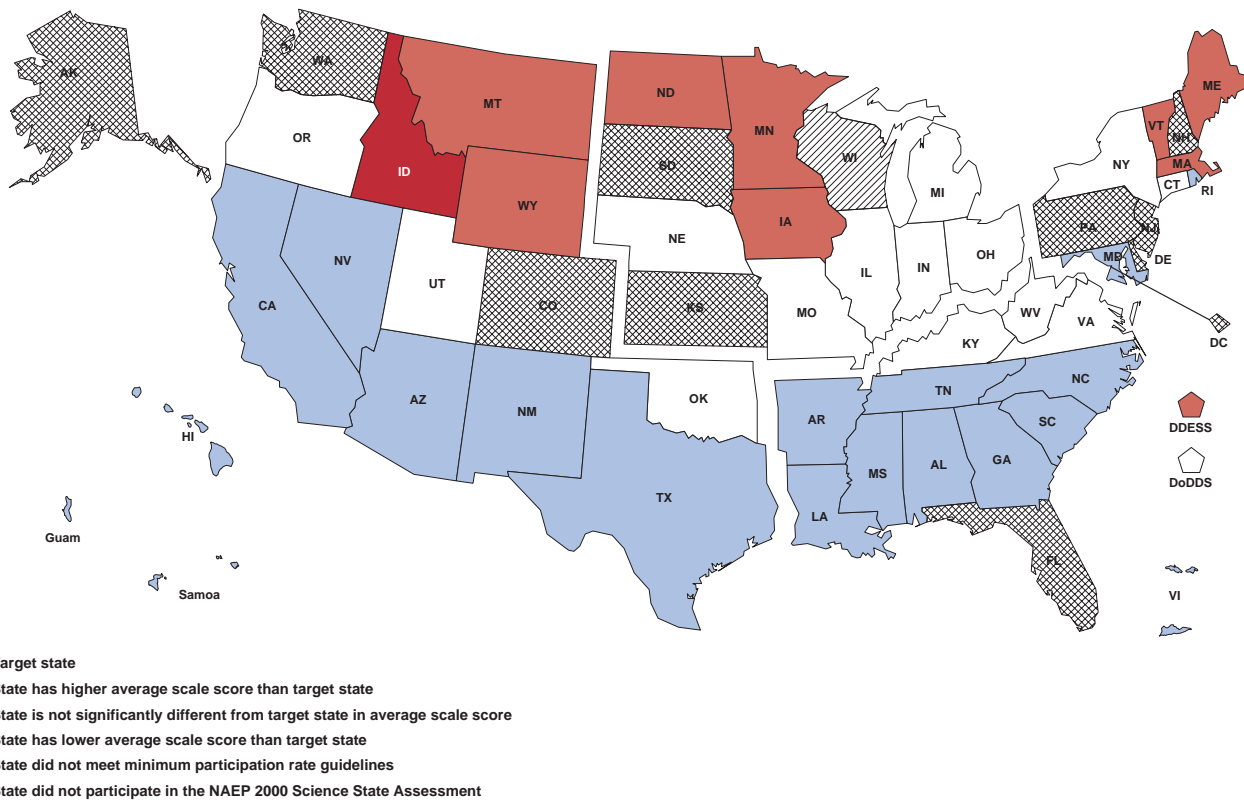 AK
WA
MT
ND
MN
ME
VT
NH
OR
ID
SD
WI
MI
NY
MA
CT
RI
WY
IA
NE
PA
NJ
NV
UT
CO
KS
IL
IN
OH
MD
DE
CA
MO
WV
VA
KY
DC
AZ
NM
OK
AR
TN
NC
SC
DDESS
HI
TX
MS
AL
GA
DoDDS
LA
Guam
FL
Samoa
VI
arget state
tate has higher average scale score than target state
tate is not significantly different from target state in average scale score
tate has lower average scale score than target state
tate did not meet minimum participation rate guidelines
tate did not participate in the NAEP 2000 Science State Assessment